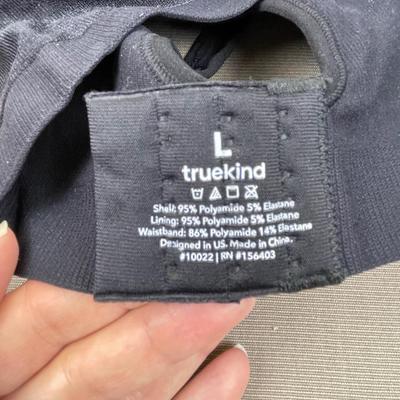 L
truekind
Shell: 95% Polyamide 5% Elastane
Lining: 95% Polyamide 5% Elastane
Waistband: 86% Polyamide 14% Elastane
Designed in US. Made in China.
#10022 | RN #156403